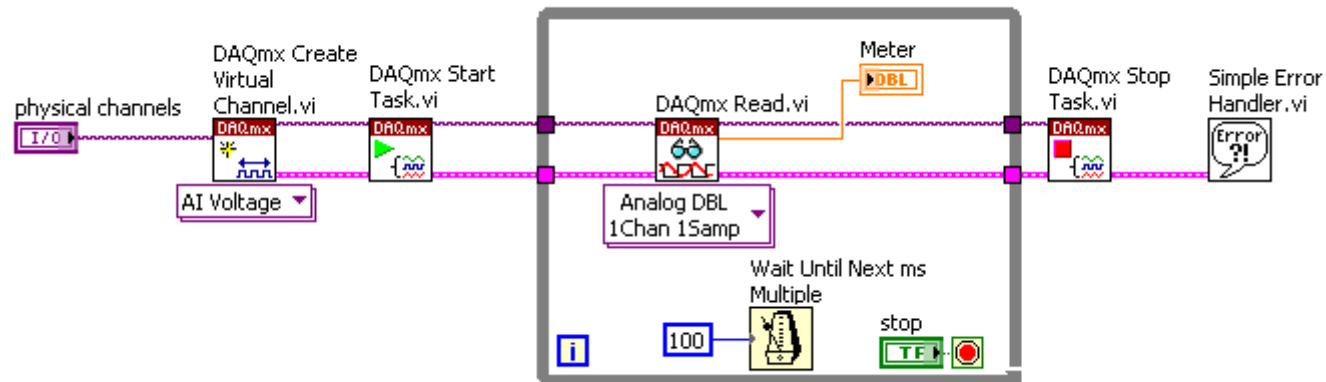 physical channels
I/O
DAQmx Create
Virtual
Channel.vi
DAQmx
AI Voltage
DAQmx Start
Task.vi
DAQmx
DAQmx Read.vi
DAQmx
Analog DBL
1Chan 1Samp
Meter
DBL
Wait Until Next ms
Multiple
100
i
stop
TF
DAQmx Stop
Task.vi
DAQmx
Simple Error
Handler.vi
Error
?!